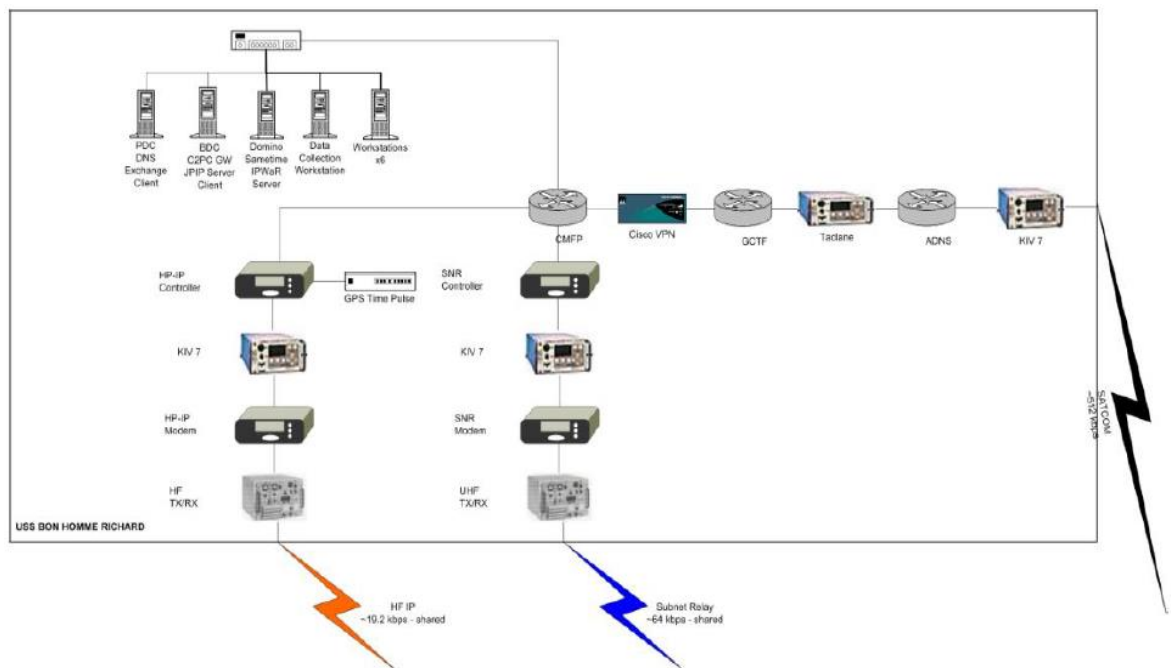 PDC
DNS
Exchange
Client
BDC
C2PC GW
JPIP Server
Client
Domino
Sametime
IPWaR
Server
Data
Collection
Workstation
Workstations
x6
CMFP
Cisco VPN
GCTF
Taclane
ADNS
KIV 7
HP-IP
Controller
GPS Time Pulse
SNR
Controller
KIV 7
KIV 7
HP-IP
Modem
SNR
Modem
HF
TX/RX
UHF
TX/RX
SATCOM
~512 kbps
USS BON HOMME RICHARD
HF IP
~19.2 kbps - shared
Subnet Relay
~64 kbps - shared